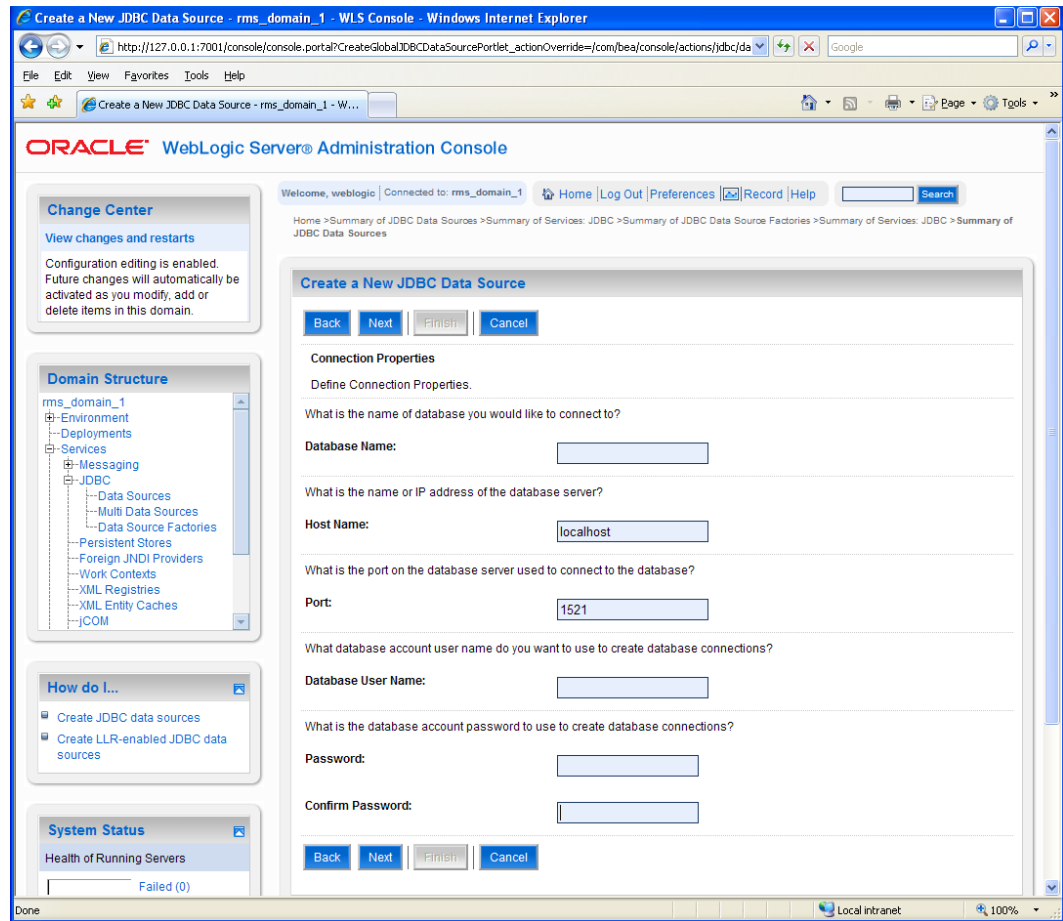 Create a New JDBC Data Source - rms_domain_1 - WLS Console - Windows Internet Explorer
http://127.0.0.1:7001/console/console.portal?CreateGlobalJDBCDataSourcePortlet_actionOverride=/com/bea/console/actions/jdbc/da
Google
File Edit View Favorites Tools Help
Create a New JDBC Data Source - rms_domain_1 - W...
Page Tools »
ORACLE WebLogic Server® Administration Console
Change Center
View changes and restarts
Configuration editing is enabled.
Future changes will automatically be
activated as you modify, add or
delete items in this domain.
Domain Structure
rms_domain_1
Environment
Deployments
Services
Messaging
JDBC
Data Sources
Multi Data Sources
Data Source Factories
Persistent Stores
Foreign JNDI Providers
Work Contexts
XML Registries
XML Entity Caches
jCOM
How do I...
Create JDBC data sources
Create LLR-enabled JDBC data
sources
System Status
Health of Running Servers
Failed (0)
Welcome, weblogic Connected to: rms_domain_1 Home |Log Out |Preferences | Record |Help Search
Home >Summary of JDBC Data Sources >Summary of Services: JDBC >Summary of JDBC Data Source Factories >Summary of Services: JDBC >Summary of
JDBC Data Sources
Create a New JDBC Data Source
Back Next Finish Cancel
Connection Properties
Define Connection Properties.
What is the name of database you would like to connect to?
Database Name:
What is the name or IP address of the database server?
Host Name: localhost
What is the port on the database server used to connect to the database?
Port: 1521
What database account user name do you want to use to create database connections?
Database User Name:
What is the database account password to use to create database connections?
Password:
Confirm Password:
Back Next Finish Cancel
Done Local intranet 100%